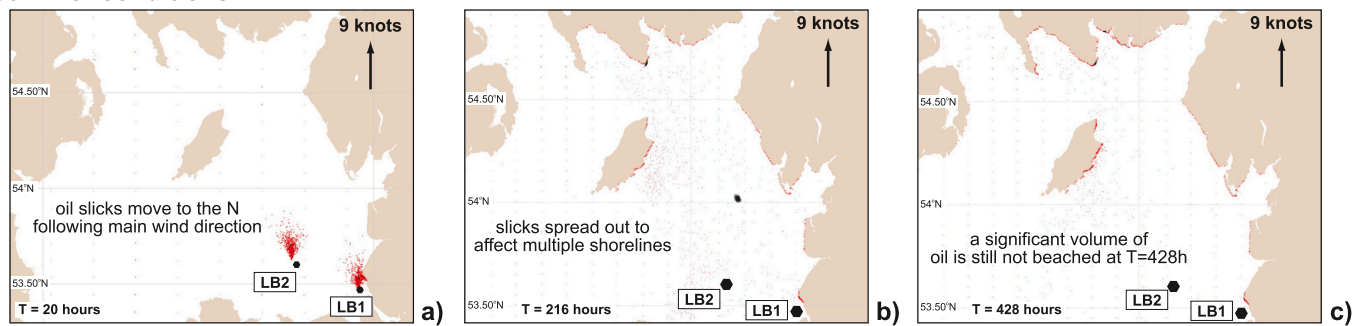 9 knots
54.50°N
54°N
oil slicks move to the N
following main wind direction
LB2
53.50°N
LB1
T = 20 hours
a)
9 knots
54.50°N
54°N
slicks spread out to
affect multiple shorelines
LB2
53.50°N
LB1
T = 216 hours
b)
9 knots
54.50°N
54°N
a significant volume of
oil is still not beached at T=428h
LB2
53.50°N
LB1
T = 428 hours
c)